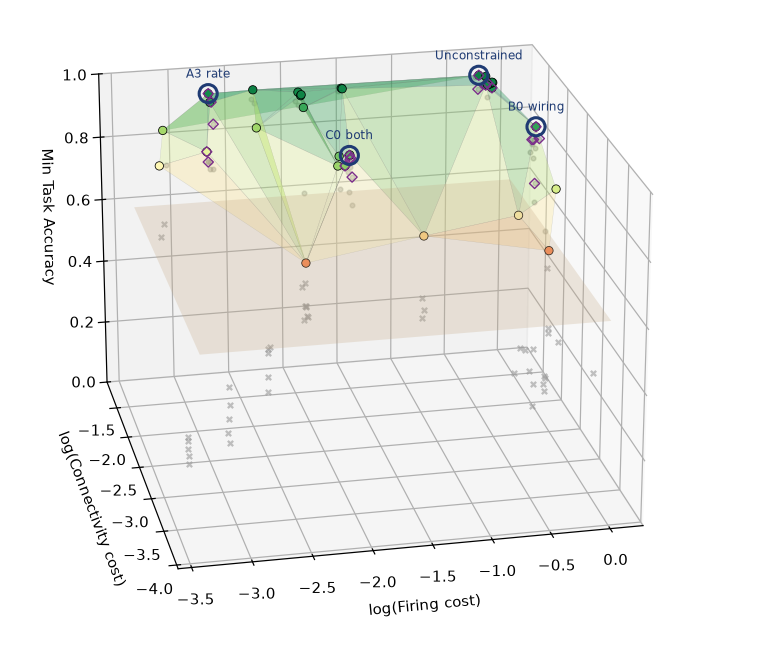 Unconstrained
A3 rate
B0 wiring
C0 both
Min Task Accuracy
1.0
0.8
0.6
0.4
0.2
0.0
log(Connectivity cost)
−1.5
−2.0
−2.5
−3.0
−3.5
−4.0
−3.5
−3.0
−2.5
−2.0
−1.5
−1.0
−0.5
0.0
log(Firing cost)